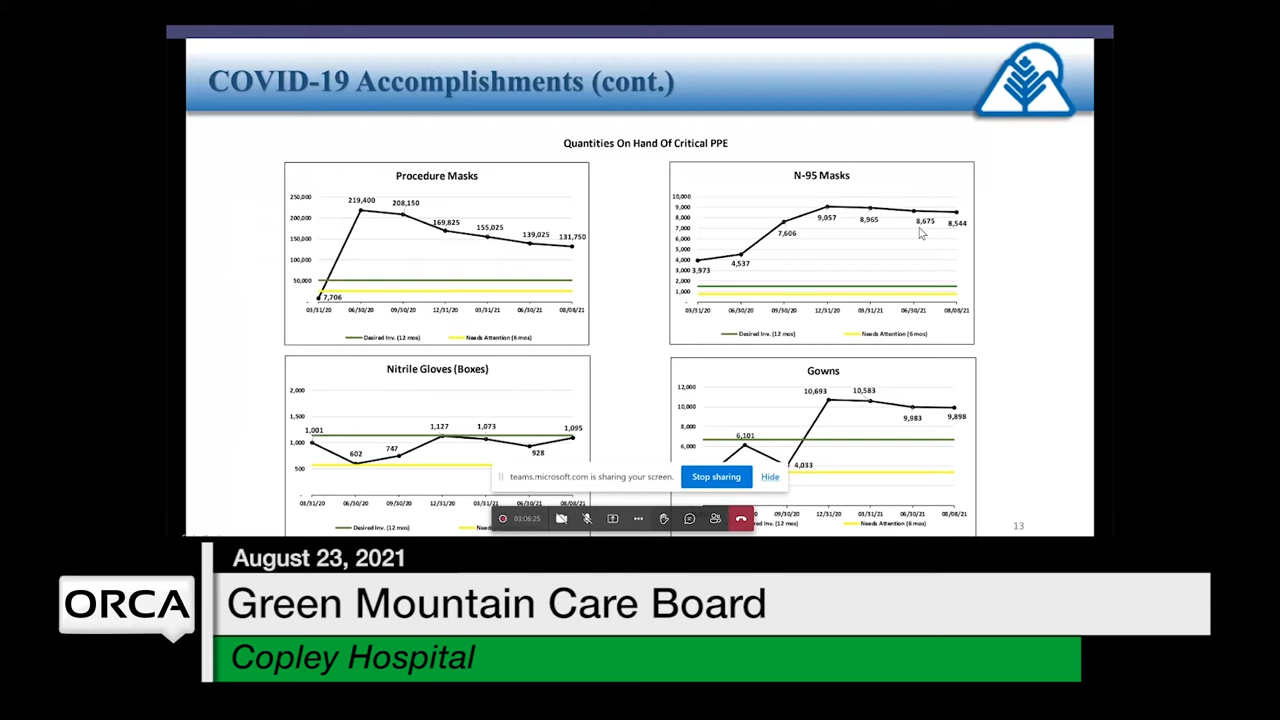 COVID-19 Accomplishments (cont.)
Quantities On Hand Of Critical PPE
Procedure Masks
250,000
200,000
150,000
100,000
50,000
-
219,400
208,150
169,825
155,025
139,025
131,750
7,706
03/31/20 06/30/20 09/30/20 12/31/20 03/31/21 06/30/21 08/08/21
Desired Inv. (12 mos) Needs Attention (6 mos)
N-95 Masks
10,000
9,000
8,000
7,000
6,000
5,000
4,000
3,000
2,000
1,000
-
3,973
4,537
7,606
9,057
8,965
8,675
8,544
03/31/20 06/30/20 09/30/20 12/31/20 03/31/21 06/30/21 08/08/21
Desired Inv. (12 mos) Needs Attention (6 mos)
Nitrile Gloves (Boxes)
2,000
1,500
1,000
500
-
1,001
602
747
1,127
1,073
928
1,095
03/31/20 06/30/20 09/30/20 12/31/20 03/31/21 06/30/21 08/08/21
Desired Inv. (12 mos)
Gowns
12,000
10,000
8,000
6,000
6,101
4,033
10,693
10,583
9,983
9,898
09/30/20 12/31/20 03/31/21 06/30/21 08/08/21
Inv. (12 mos) Needs Attention (6 mos)
teams.microsoft.com is sharing your screen. Stop sharing Hide
03:06:25
13
August 23, 2021
ORCA
Green Mountain Care Board
Copley Hospital